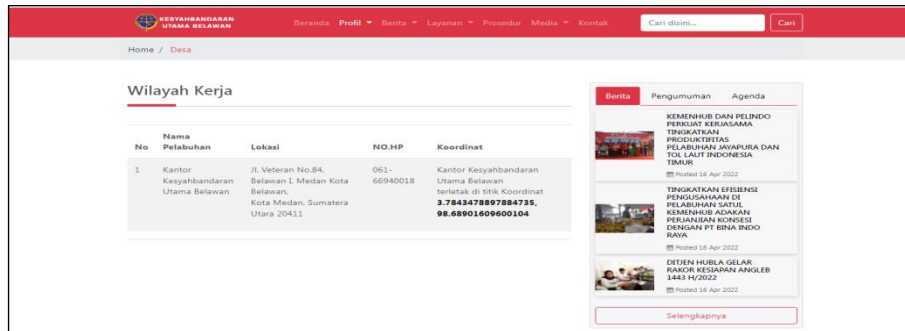 KESYAHBANDARAN
UTAMA BELAWAN
Beranda Profil Berita Layanan Prosedur Media Kontak
Cari disini...
Cari
Home / Desa
Wilayah Kerja
No
Nama
Pelabuhan
Lokasi
NO.HP
Koordinat
1
Kantor
Kesyahbandaran
Utama Belawan
Jl. Veteran No.84,
Belawan I, Medan Kota
Belawan,
Kota Medan, Sumatera
Utara 20411
061-
66940018
Kantor Kesyahbandaran
Utama Belawan
terletak di titik Koordinat
3.7843478897884735,
98.68901609600104
Berita Pengumuman Agenda
KEMENHUB DAN PELINDO
PERKUAT KERJASAMA
TINGKATKAN
PRODUKTIFITAS
PELABUHAN JAYAPURA DAN
TOL LAUT INDONESIA
TIMUR
Posted 16 Apr 2022
TINGKATKAN EFISIENSI
PENGUSAHAAN DI
PELABUHAN SATUI,
KEMENHUB ADAKAN
PERJANJIAN KONSESI
DENGAN PT BINA INDO
RAYA
Posted 16 Apr 2022
DITJEN HUBLA GELAR
RAKOR KESIAPAN ANGLEB
1443 H/2022
Posted 16 Apr 2022
Selengkapnya